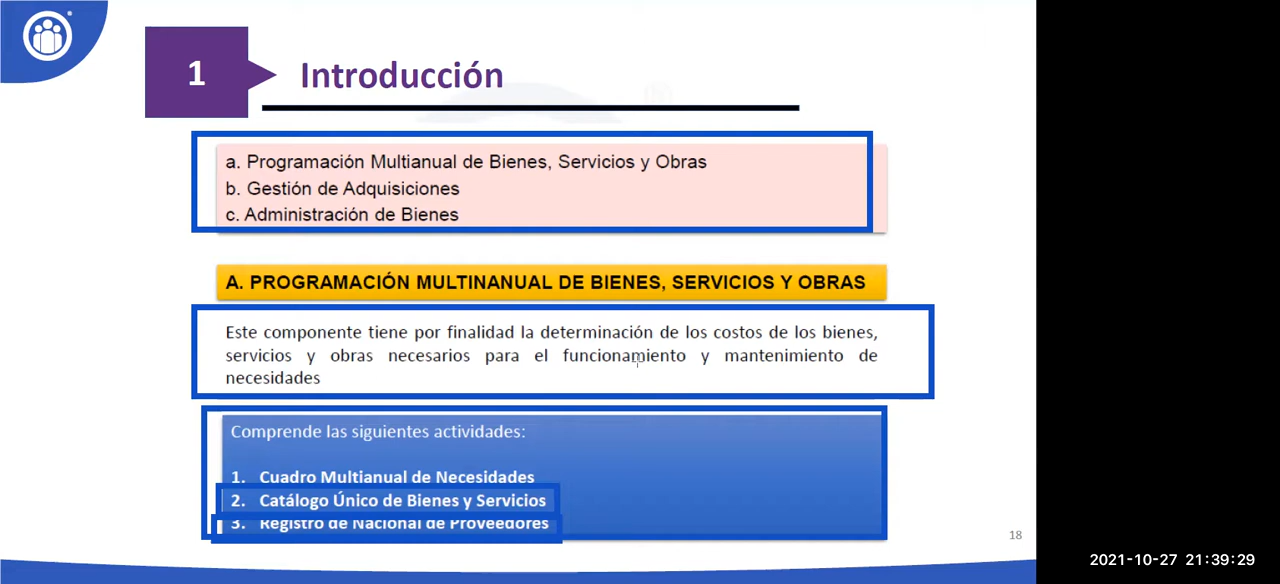 1
Introducción
a. Programación Multianual de Bienes, Servicios y Obras
b. Gestión de Adquisiciones
c. Administración de Bienes
A. PROGRAMACIÓN MULTINANUAL DE BIENES, SERVICIOS Y OBRAS
Este componente tiene por finalidad la determinación de los costos de los bienes,
servicios y obras necesarios para el funcionamiento y mantenimiento de
necesidades
Comprende las siguientes actividades:
1. Cuadro Multianual de Necesidades
2. Catálogo Único de Bienes y Servicios
3. Registro de Nacional de Proveedores
18
2021-10-27 21:39:29